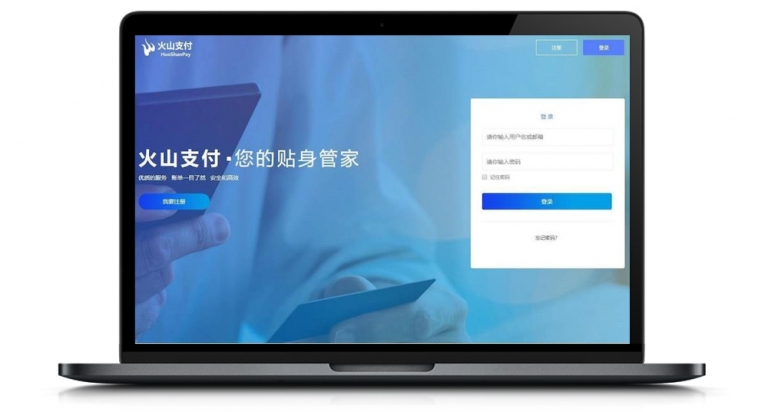 火山支付
HuoShanPay
注册
登录
火山支付·您的贴身管家
优质的服务 账单一目了然 安全和高效
我要注册
登录
请你输入用户名或邮箱
请你输入密码
记住密码
登录
忘记密码?